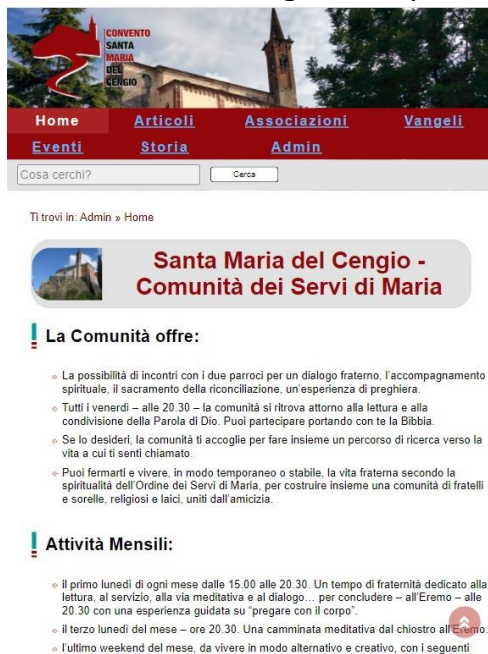 CONVENTO
SANTA
MARIA
DEL
CENGIO
Home Articoli Associazioni Vangeli
Eventi Storia Admin
Cosa cerchi? Cerca
Ti trovi in: Admin » Home
Santa Maria del Cengio -
Comunità dei Servi di Maria
La Comunità offre:
La possibilità di incontri con i due parroci per un dialogo fraterno, l'accompagnamento
spirituale, il sacramento della riconciliazione, un'esperienza di preghiera.
Tutti i venerdì – alle 20.30 – la comunità si ritrova attorno alla lettura e alla
condivisione della Parola di Dio. Puoi partecipare portando con te la Bibbia.
Se lo desideri, la comunità ti accoglie per fare insieme un percorso di ricerca verso la
vita a cui ti senti chiamato.
Puoi fermarti e vivere, in modo temporaneo o stabile, la vita fraterna secondo la
spiritualità dell'Ordine dei Servi di Maria, per costruire insieme una comunità di fratelli
e sorelle, religiosi e laici, uniti dall'amicizia.
Attività Mensili:
il primo lunedì di ogni mese dalle 15.00 alle 20.30. Un tempo di fraternità dedicato alla
lettura, al servizio, alla via meditativa e al dialogo… per concludere – all'Eremo – alle
20.30 con una esperienza guidata su "pregare con il corpo".
il terzo lunedì del mese – ore 20.30. Una camminata meditativa dal chiostro all'Eremo.
l'ultimo weekend del mese, da vivere in modo alternativo e creativo, con i seguenti